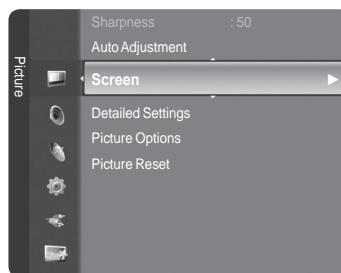 Picture
Sharpness : 50
Auto Adjustment
Screen
Detailed Settings
Picture Options
Picture Reset